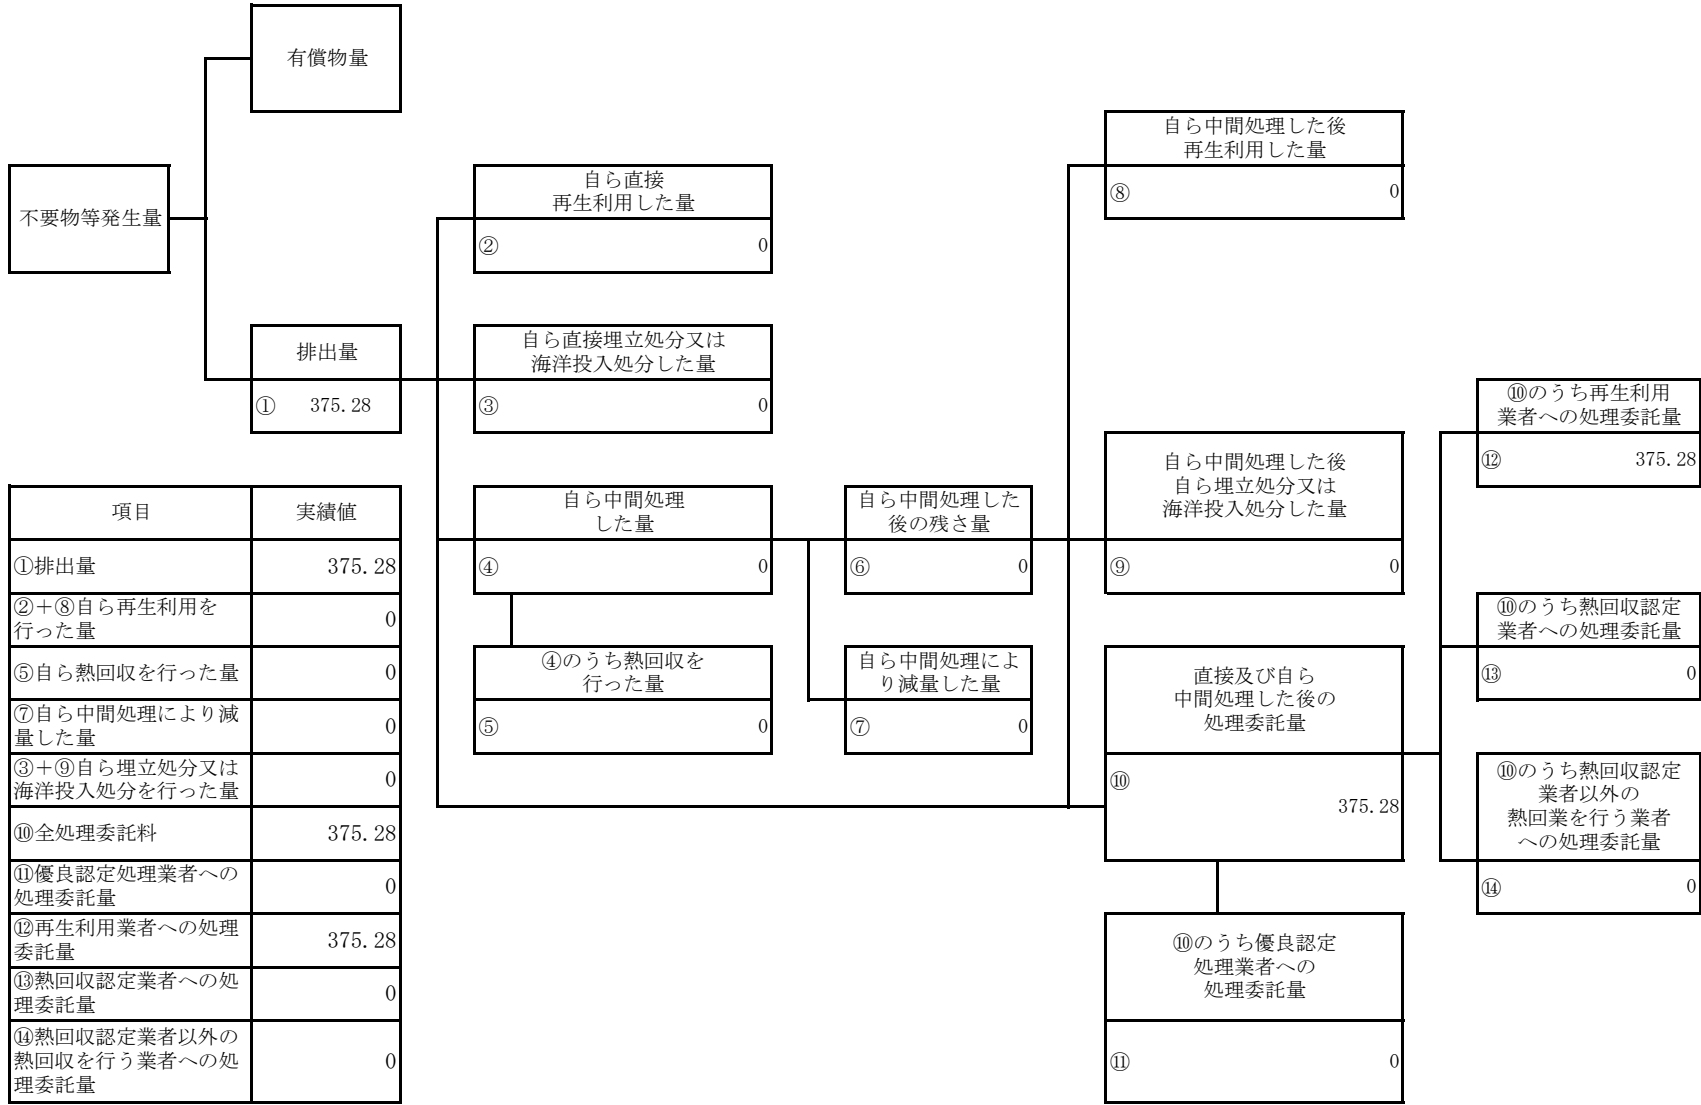 有償物量
不要物等発生量
排出量
① 375.28
自ら直接
再生利用した量
② 0
自ら直接埋立処分又は
海洋投入処分した量
③ 0
自ら中間処理
した量
④ 0
④のうち熱回収を
行った量
⑤ 0
自ら中間処理した
後の残さ量
⑥ 0
自ら中間処理によ
り減量した量
⑦ 0
自ら中間処理した後
再生利用した量
⑧ 0
自ら中間処理した後
自ら埋立処分又は
海洋投入処分した量
⑨ 0
直接及び自ら
中間処理した後の
処理委託量
⑩
375.28
⑩のうち優良認定
処理業者への
処理委託量
⑪ 0
⑩のうち再生利用
業者への処理委託量
⑫ 375.28
⑩のうち熱回収認定
業者への処理委託量
⑬ 0
⑩のうち熱回収認定
業者以外の
熱回業を行う業者
への処理委託量
⑭ 0
項目 実績値
①排出量 375.28
②＋⑧自ら再生利用を
行った量 0
⑤自ら熱回収を行った量 0
⑦自ら中間処理により減
量した量 0
③＋⑨自ら埋立処分又は
海洋投入処分を行った量 0
⑩全処理委託料 375.28
⑪優良認定処理業者への
処理委託量 0
⑫再生利用業者への処理
委託量 375.28
⑬熱回収認定業者への処
理委託量 0
⑭熱回収認定業者以外の
熱回収を行う業者への処
理委託量 0